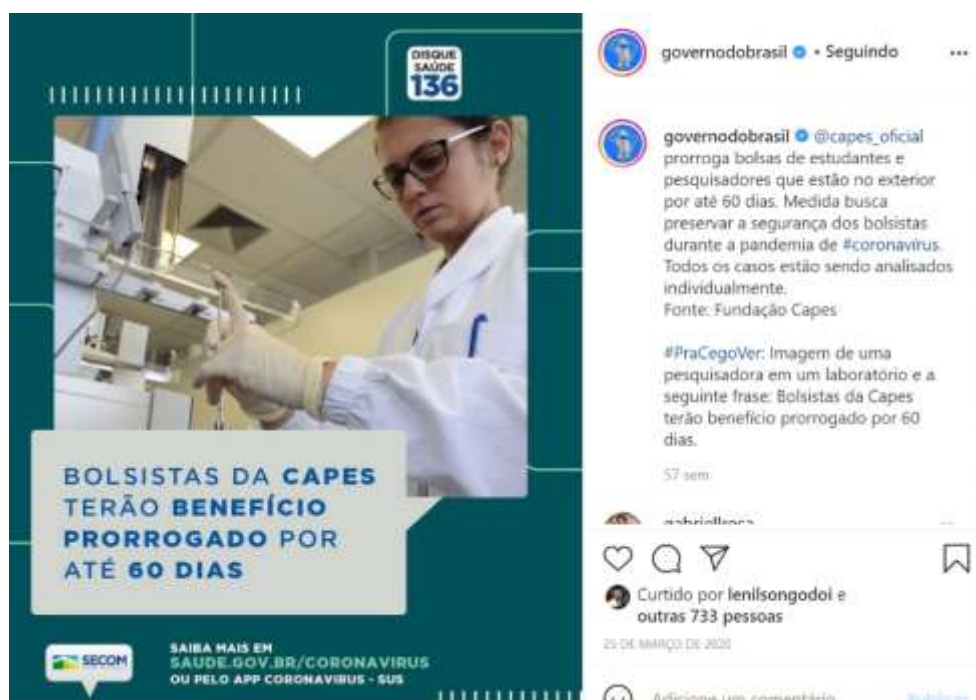 DISQUE
SAÚDE
136
BOLSISTAS DA CAPES
TERÃO BENEFÍCIO
PRORROGADO POR
ATÉ 60 DIAS
SECOM
SAIBA MAIS EM
SAUDE.GOV.BR/CORONAVIRUS
OU PELO APP CORONAVIRUS - SUS
governodobrasil • Seguindo
governodobrasil @capes_oficial
prorroga bolsas de estudantes e
pesquisadores que estão no exterior
por até 60 dias. Medida busca
preservar a segurança dos bolsistas
durante a pandemia de #coronavírus.
Todos os casos estão sendo analisados
individualmente.
Fonte: Fundação Capes
#PraCegoVer: Imagem de uma
pesquisadora em um laboratório e a
seguinte frase: Bolsistas da Capes
terão benefício prorrogado por 60
dias.
57 sem
Curtido por lenilsongodoi e
outras 733 pessoas
25 DE MARÇO DE 2020
Adicione um comentário